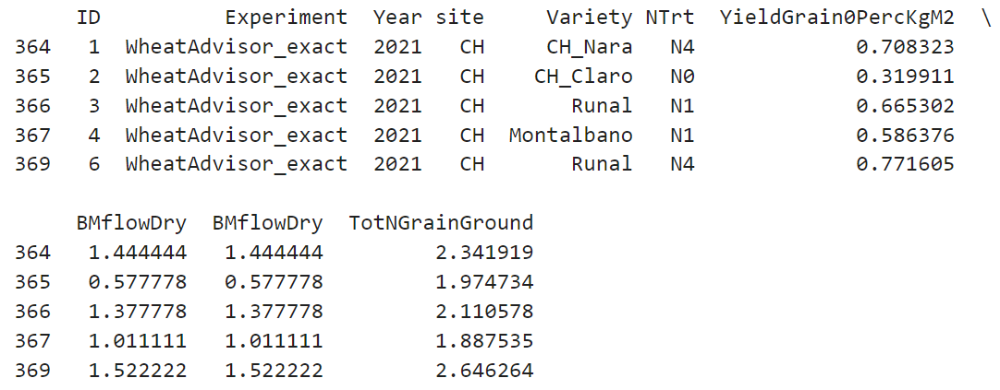 ID Experiment Year site Variety NTrt YieldGrain0PercKgM2 \
364 1 WheatAdvisor_exact 2021 CH CH_Nara N4 0.708323
365 2 WheatAdvisor_exact 2021 CH CH_Claro N0 0.319911
366 3 WheatAdvisor_exact 2021 CH Runal N1 0.665302
367 4 WheatAdvisor_exact 2021 CH Montalbano N1 0.586376
369 6 WheatAdvisor_exact 2021 CH Runal N4 0.771605
BMflowDry BMflowDry TotNGrainGround
364 1.444444 1.444444 2.341919
365 0.577778 0.577778 1.974734
366 1.377778 1.377778 2.110578
367 1.011111 1.011111 1.887535
369 1.522222 1.522222 2.646264